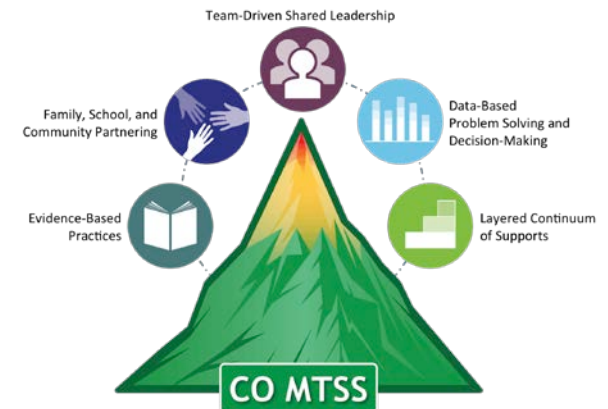 Team-Driven Shared Leadership
Family, School, and
Community Partnering
Data-Based
Problem Solving and
Decision-Making
Evidence-Based
Practices
Layered Continuum
of Supports
CO MTSS